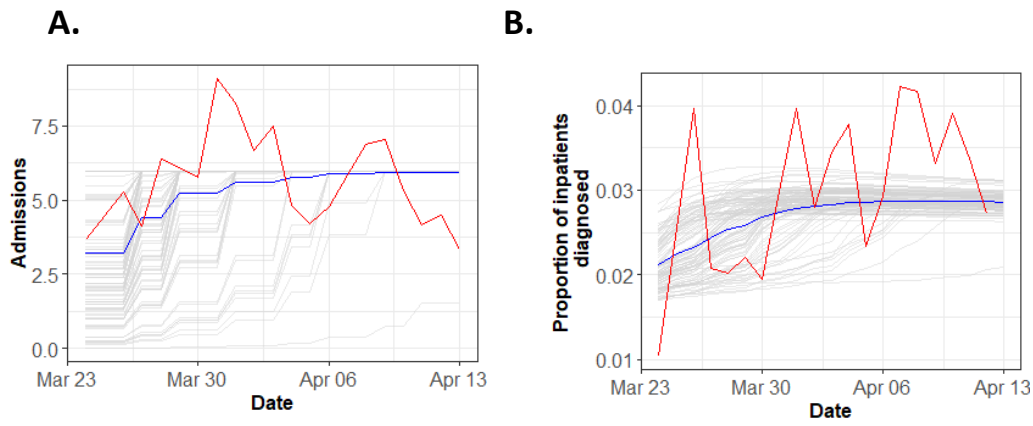 A.
Admissions
7.5
5.0
2.5
0.0
Mar 23 Mar 30 Apr 06 Apr 13
Date
B.
Proportion of inpatients
diagnosed
0.04
0.03
0.02
0.01
Mar 23 Mar 30 Apr 06 Apr 13
Date